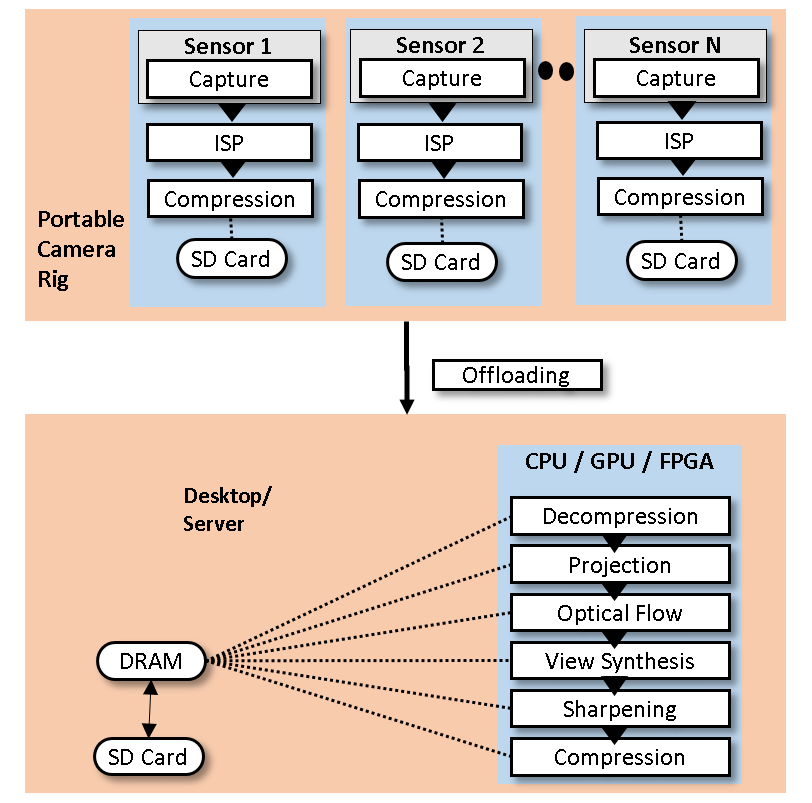 Sensor 1
Capture
ISP
Compression
SD Card
Sensor 2
Capture
ISP
Compression
SD Card
Sensor N
Capture
ISP
Compression
SD Card
Portable
Camera
Rig
Offloading
Desktop/
Server
DRAM
SD Card
CPU / GPU / FPGA
Decompression
Projection
Optical Flow
View Synthesis
Sharpening
Compression